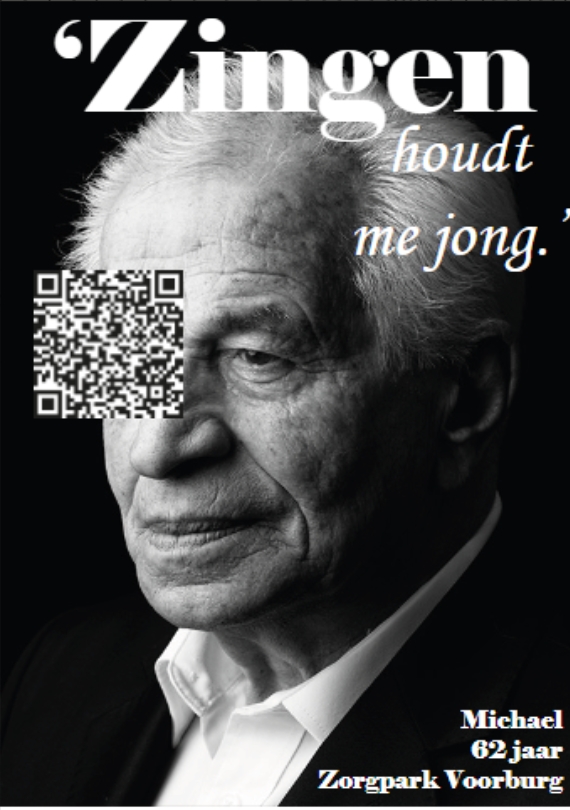 ‘Zingen
houdt
me jong.’
Michael
62 jaar
Zorgpark Voorburg